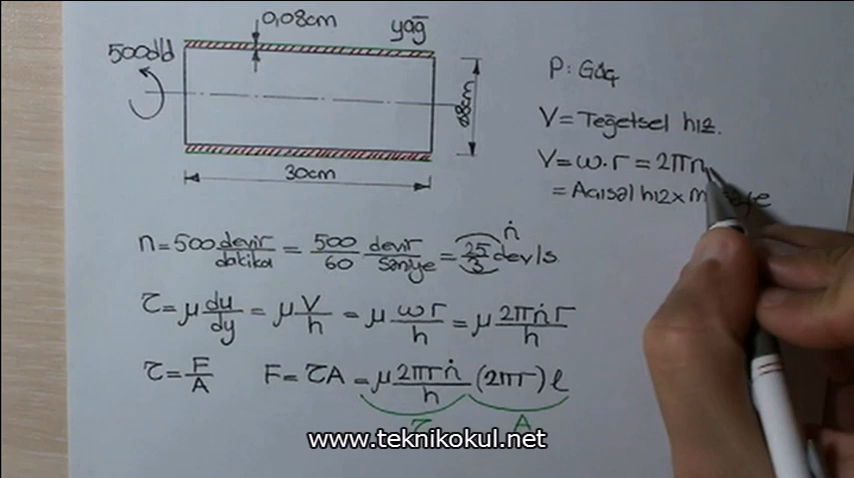 0,08cm
yağ
500d/d
P: Güç
V = Teğetsel hız.
8cm
V = ω.r = 2πn
= Açısal hız x
30cm
n = 500 devir/dakika = 500/60 devir/saniye = 25/3 dev/s
ṅ
τ = μ du/dy = μ V/h = μ ωr/h = μ 2πṅr/h
τ = F/A F = τA = μ 2πrṅ/h (2πr) ℓ
τ A
www.teknikokul.net